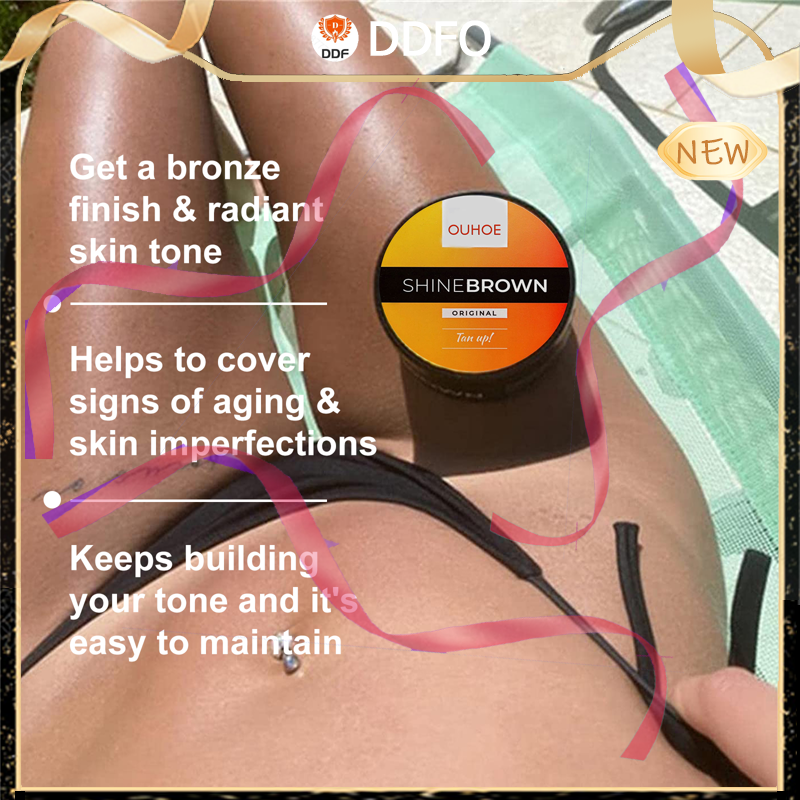 DDF
DDFO
NEW
Get a bronze
finish & radiant
skin tone
OUHOE
SHINEBROWN
ORIGINAL
Tan up!
Helps to cover
signs of aging &
skin imperfections
Keeps building
your tone and it's
easy to maintain